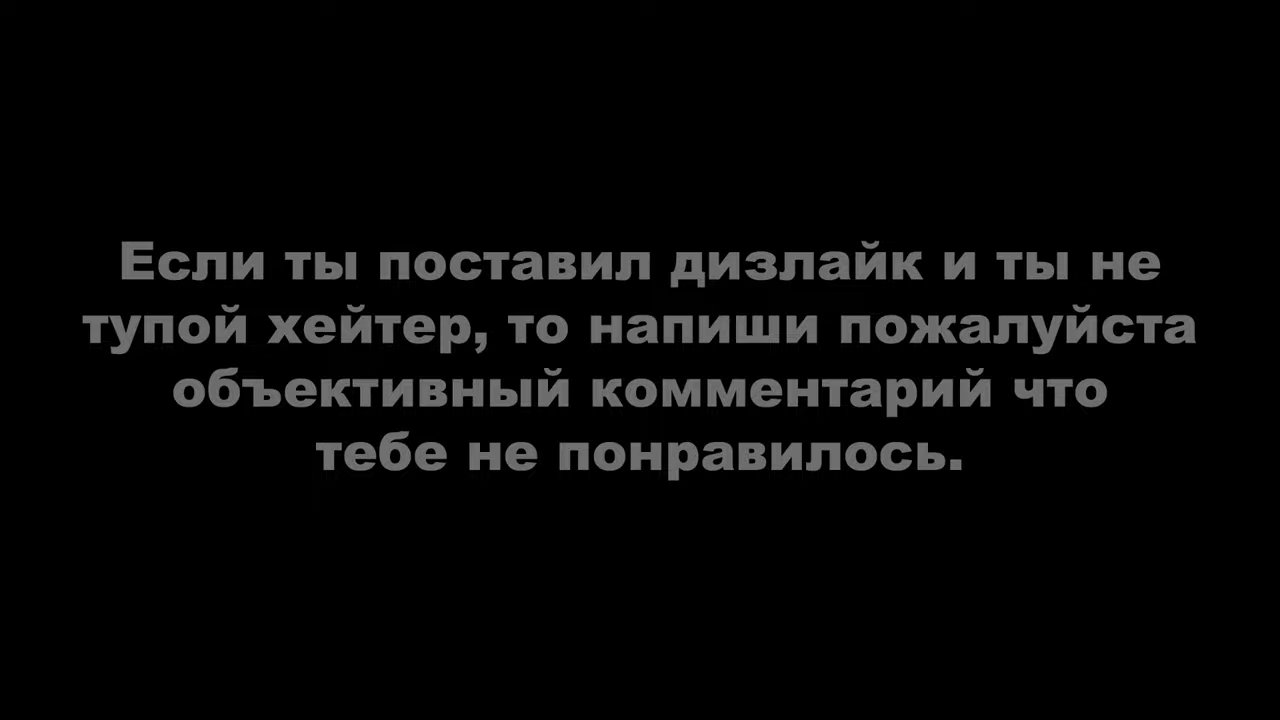 Если ты поставил дизлайк и ты не
тупой хейтер, то напиши пожалуйста
объективный комментарий что
тебе не понравилось.